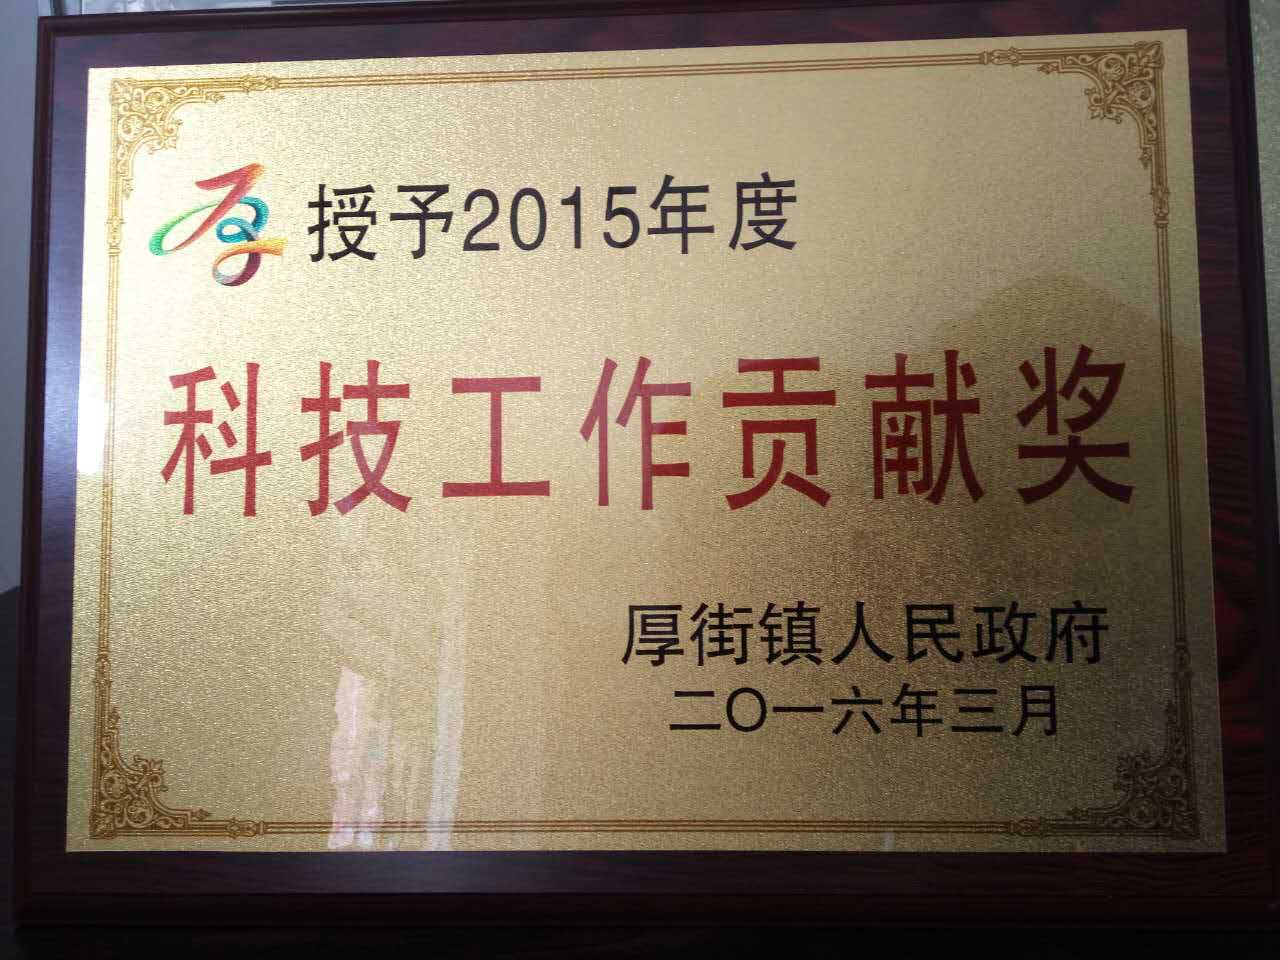 厚 授予2015年度
科技工作贡献奖
厚街镇人民政府
二〇一六年三月